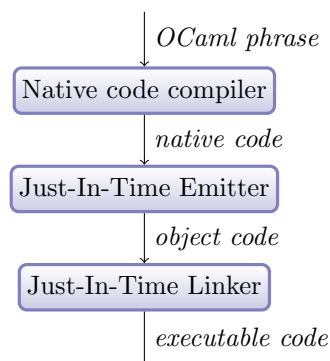 OCaml phrase
Native code compiler
native code
Just-In-Time Emitter
object code
Just-In-Time Linker
executable code